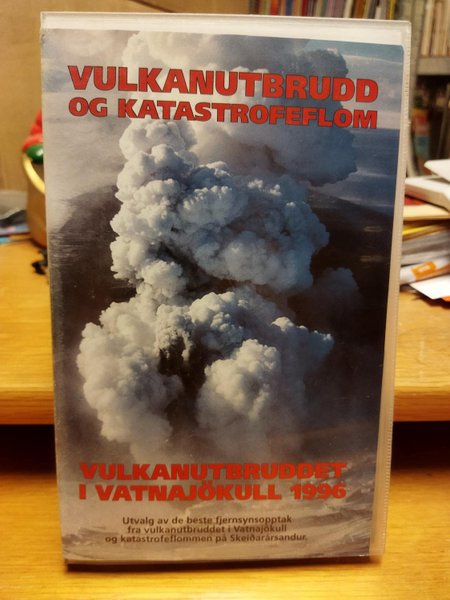 VULKANUTBRUDD
OG KATASTROFEFLOM
VULKANUTBRUDDET
I VATNAJÖKULL 1996
Utvalg av de beste fjernsynsopptak
fra vulkanutbruddet i Vatnajökull
og katastrofeflommen på Skeiðarársandur.